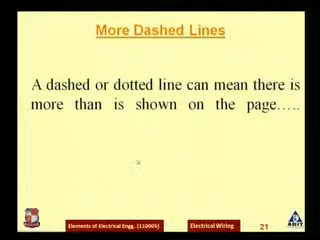 More Dashed Lines
A dashed or dotted line can mean there is
more than is shown on the page…..
Elements of Electrical Engg. (110005)
Electrical Wiring
21
ADIT